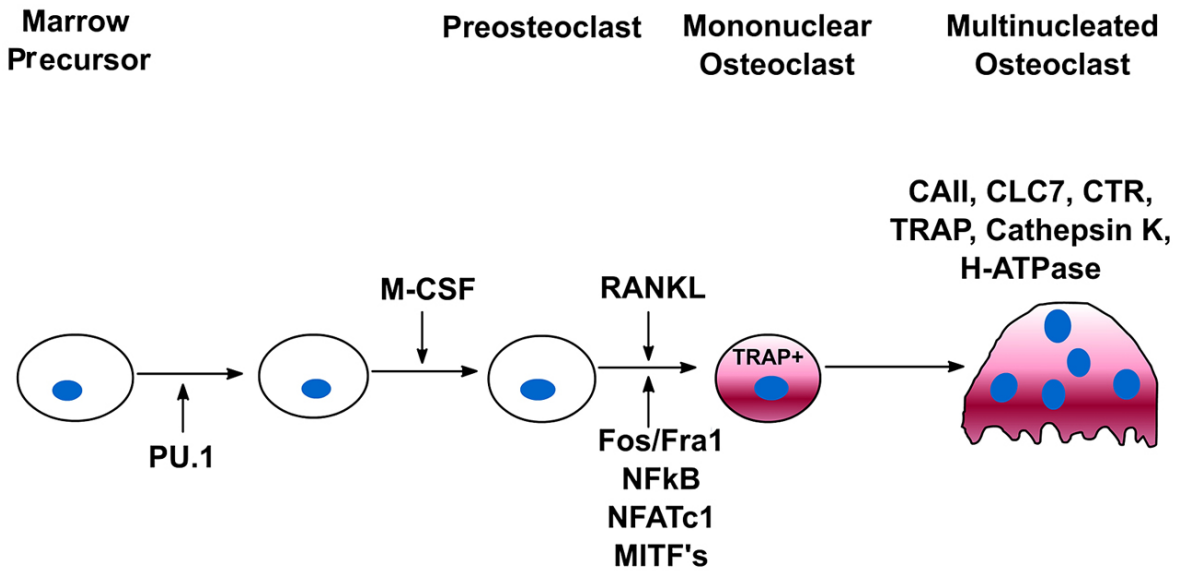 Marrow
Precursor
Preosteoclast
Mononuclear
Osteoclast
Multinucleated
Osteoclast
CAII, CLC7, CTR,
TRAP, Cathepsin K,
H-ATPase
M-CSF
RANKL
TRAP+
PU.1
Fos/Fra1
NFkB
NFATc1
MITF's